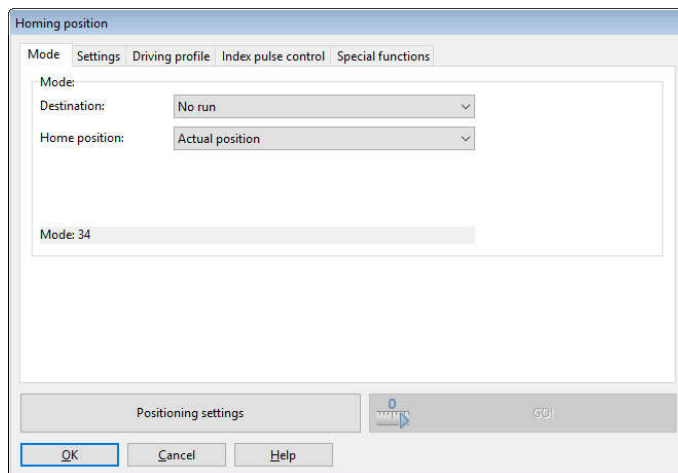 Homing position
Mode Settings Driving profile Index pulse control Special functions
Mode:
Destination: No run
Home position: Actual position
Mode: 34
Positioning settings 0 GO!
OK Cancel Help